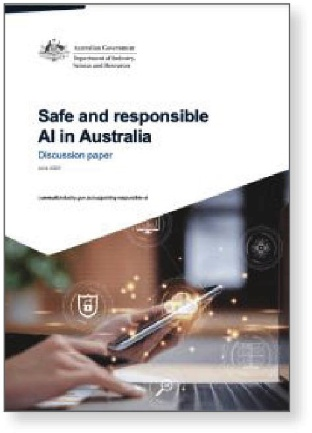 Australian Government
Department of Industry,
Science and Resources
Safe and responsible
AI in Australia
Discussion paper